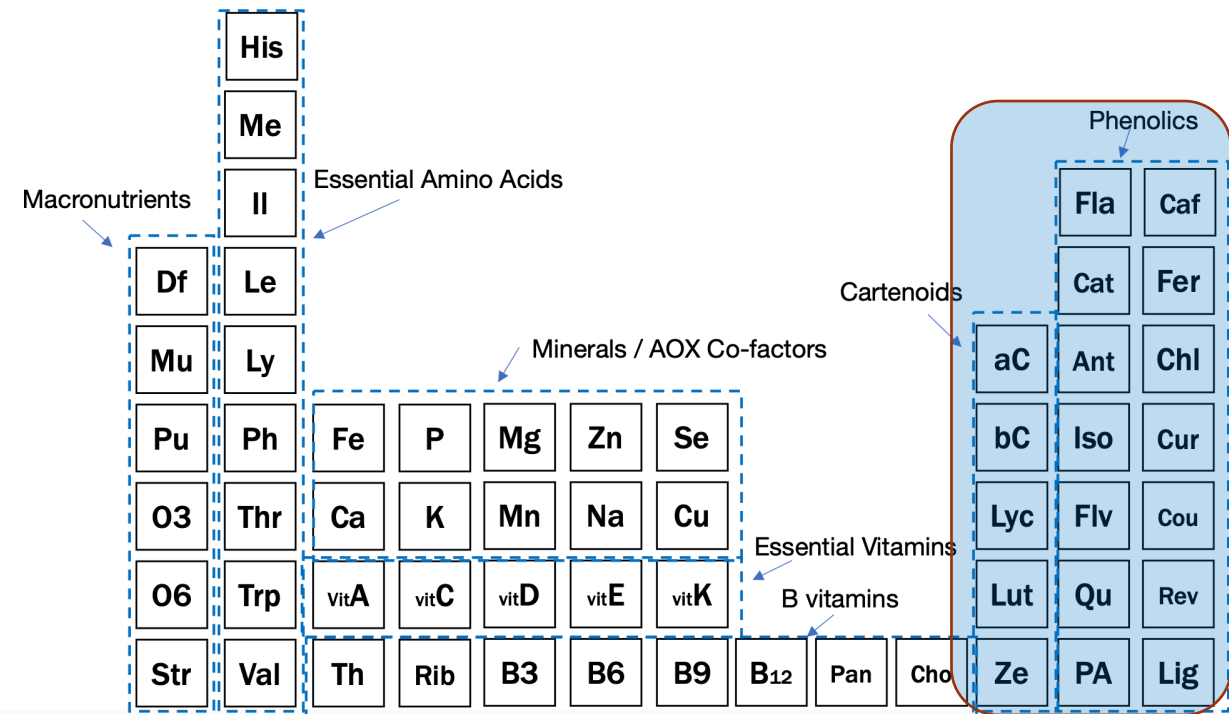 His
Me
Phenolics
Essential Amino Acids
Macronutrients
Il
Fla Caf
Df Le
Cat Fer
Cartenoids
Minerals / AOX Co-factors
Mu Ly
aC Ant Chl
Pu Ph Fe P Mg Zn Se
bC Iso Cur
O3 Thr Ca K Mn Na Cu
Lyc Flv Cou
Essential Vitamins
O6 Trp VitA vitC vitD vitE vitK
B vitamins
Lut Qu Rev
Str Val Th Rib B3 B6 B9 B12 Pan Cho Ze PA Lig